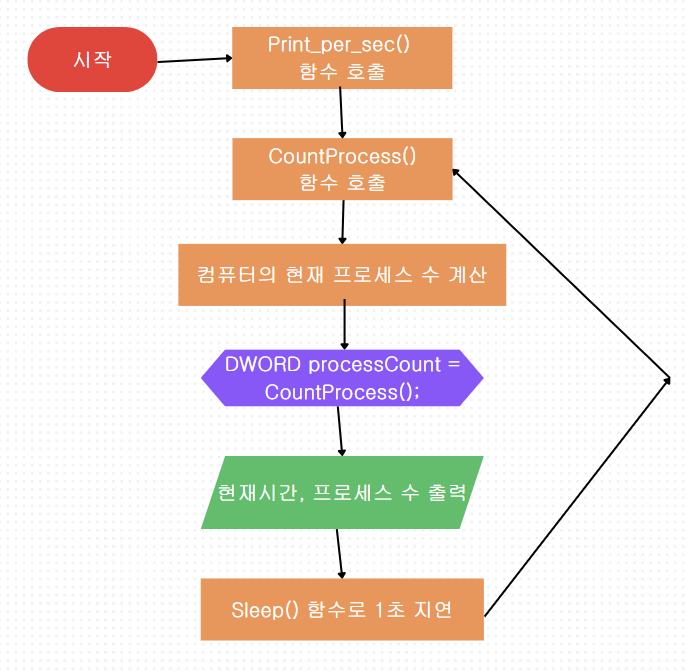 시작
Print_per_sec()
함수 호출
CountProcess()
함수 호출
컴퓨터의 현재 프로세스 수 계산
DWORD processCount =
CountProcess();
현재시간, 프로세스 수 출력
Sleep() 함수로 1초 지연